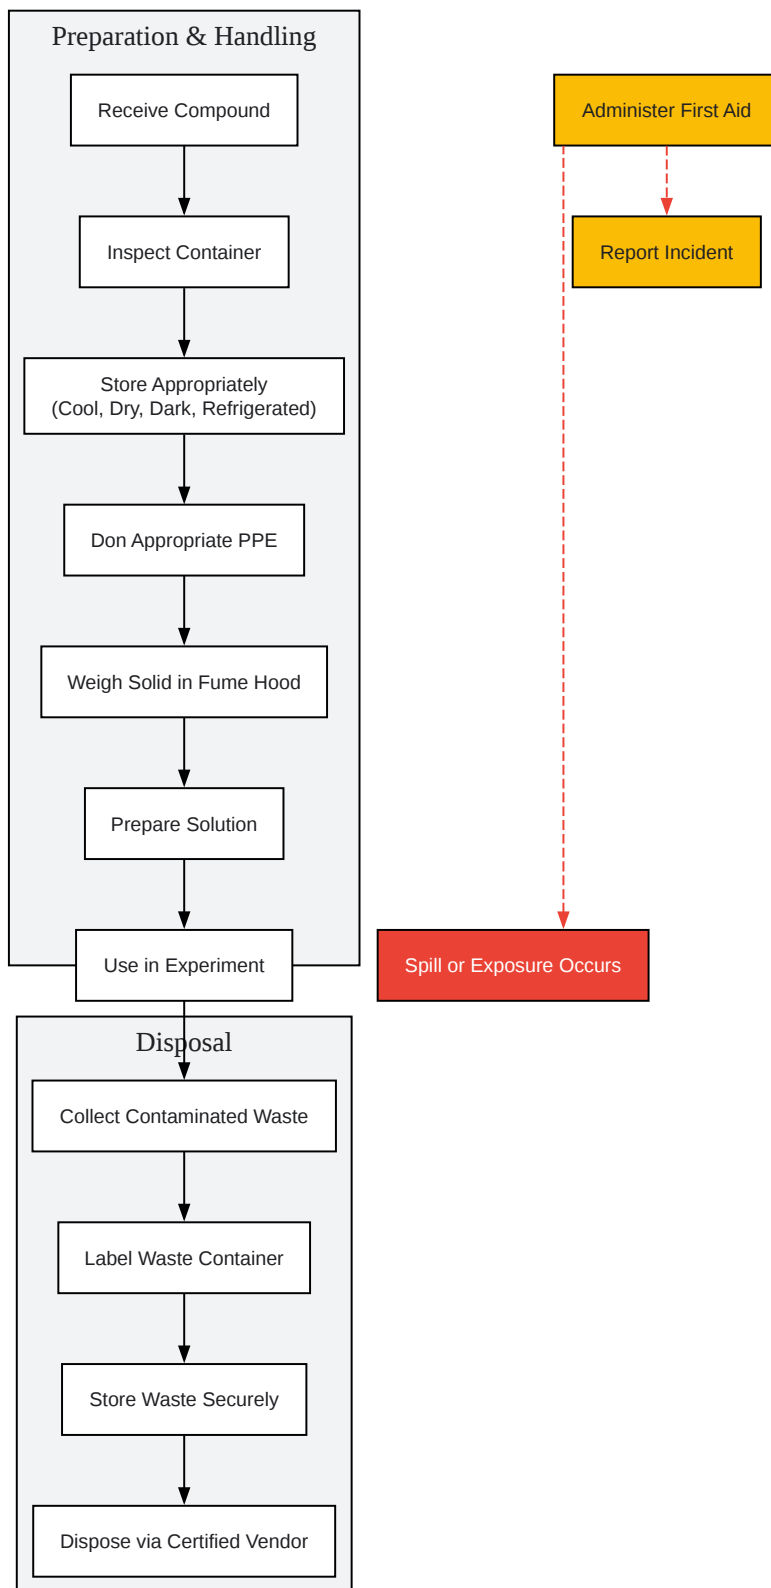 Preparation & Handling
Receive Compound
Inspect Container
Store Appropriately
(Cool, Dry, Dark, Refrigerated)
Don Appropriate PPE
Weigh Solid in Fume Hood
Prepare Solution
Use in Experiment
Disposal
Collect Contaminated Waste
Label Waste Container
Store Waste Securely
Dispose via Certified Vendor
Administer First Aid
Report Incident
Spill or Exposure Occurs